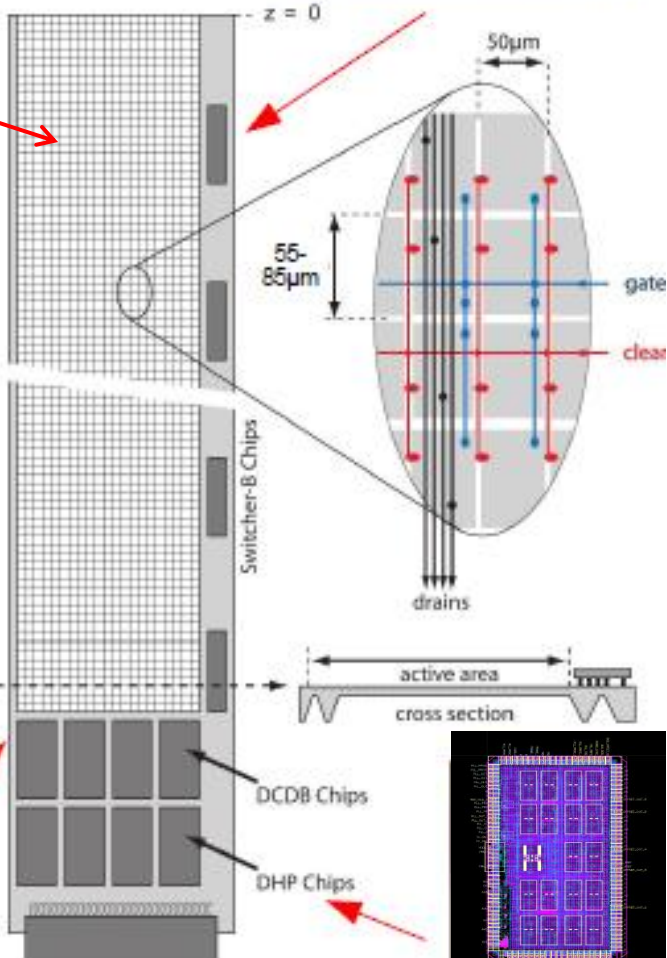 z = 0
50µm
55-
85µm
gate
clear
Switcher-B Chips
drains
active area
cross section
DCDB Chips
DHP Chips